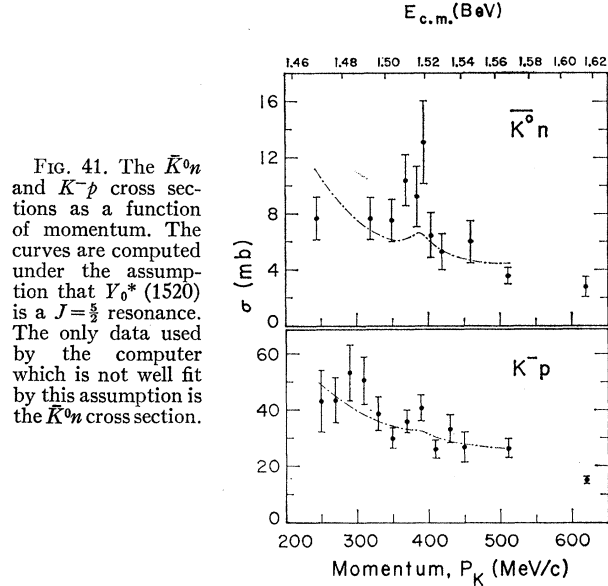 E c.m. (BeV)
1.46 1.48 1.50 1.52 1.54 1.56 1.58 1.60 1.62
16
12
8
4
0
K̄⁰n
σ (mb)
60
40
20
0
K⁻p
200 300 400 500 600
Momentum, P_K (MeV/c)
FIG. 41. The K̄⁰n
and K⁻p cross sec-
tions as a function
of momentum. The
curves are computed
under the assump-
tion that Y₀* (1520)
is a J=5/2 resonance.
The only data used
by the computer
which is not well fit
by this assumption is
the K̄⁰n cross section.